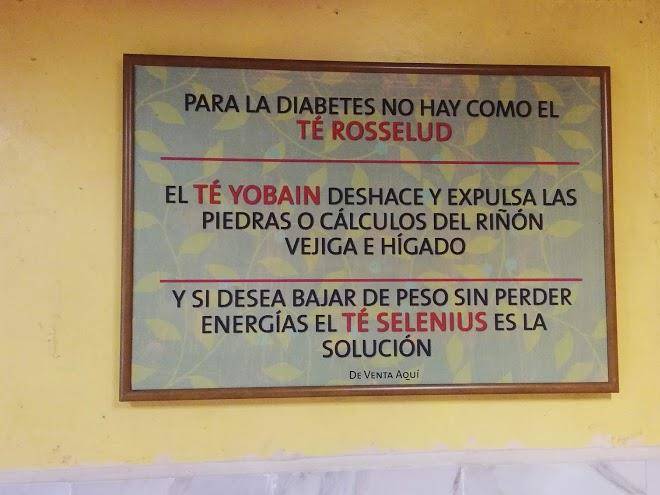 PARA LA DIABETES NO HAY COMO EL
TÉ ROSSELUD
EL TÉ YOBAIN DESHACE Y EXPULSA LAS
PIEDRAS O CÁLCULOS DEL RIÑÓN
VEJIGA E HÍGADO
Y SI DESEA BAJAR DE PESO SIN PERDER
ENERGÍAS EL TÉ SELENIUS ES LA
SOLUCIÓN
DE VENTA AQUÍ